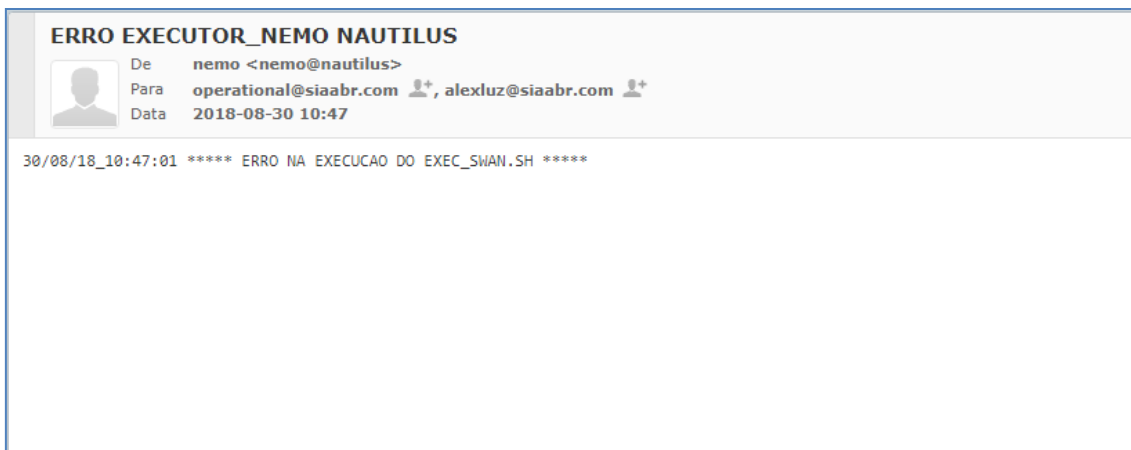 ERRO EXECUTOR_NEMO NAUTILUS
De nemo <nemo@nautilus>
Para operational@siaabr.com , alexluz@siaabr.com
Data 2018-08-30 10:47
30/08/18_10:47:01 ***** ERRO NA EXECUCAO DO EXEC_SWAN.SH *****